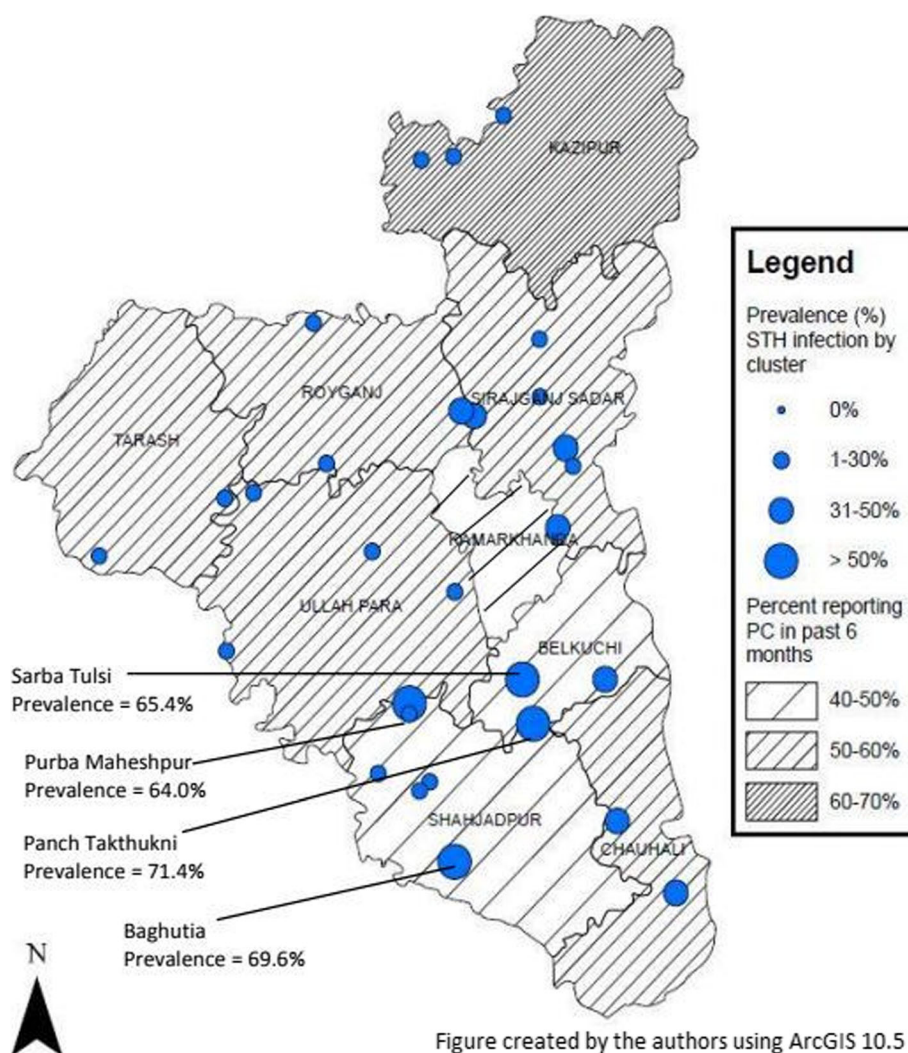 KAZIPUR
Legend
Prevalence (%)
STH infection by
cluster
0%
1-30%
31-50%
> 50%
Percent reporting
PC in past 6
months
40-50%
50-60%
60-70%
ROYGANJ
SIRAJGANJ SADAR
TARASH
KAMARKHANDA
ULLAH PARA
BELKUCHI
Sarba Tulsi
Prevalence = 65.4%
Purba Maheshpur
Prevalence = 64.0%
Panch Takthukni
Prevalence = 71.4%
SHAHJADPUR
CHAUHALI
Baghutia
Prevalence = 69.6%
N
Figure created by the authors using ArcGIS 10.5